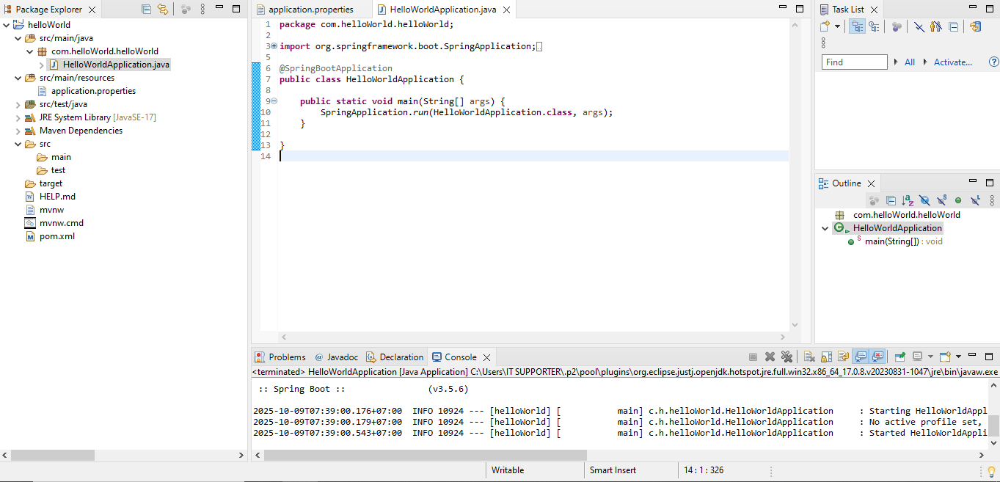 Package Explorer
helloWorld
src/main/java
com.helloWorld.helloWorld
HelloWorldApplication.java
src/main/resources
application.properties
src/test/java
JRE System Library [JavaSE-17]
Maven Dependencies
src
main
test
target
HELP.md
mvnw
mvnw.cmd
pom.xml
application.properties
HelloWorldApplication.java
1 package com.helloWorld.helloWorld;
2
3 import org.springframework.boot.SpringApplication;
5
6 @SpringBootApplication
7 public class HelloWorldApplication {
8
9     public static void main(String[] args) {
10         SpringApplication.run(HelloWorldApplication.class, args);
11     }
12
13 }
14
Task List
Find
All
Activate...
Outline
com.helloWorld.helloWorld
HelloWorldApplication
main(String[]) : void
Problems @ Javadoc Declaration Console
<terminated> HelloWorldApplication [Java Application] C:\Users\IT SUPPORTER\.p2\pool\plugins\org.eclipse.justj.openjdk.hotspot.jre.full.win32.x86_64_17.0.8.v20230831-1047\jre\bin\javaw.exe
:: Spring Boot ::                (v3.5.6)
2025-10-09T07:39:00.176+07:00  INFO 10924 --- [helloWorld] [           main] c.h.helloWorld.HelloWorldApplication     : Starting HelloWorldAppl
2025-10-09T07:39:00.179+07:00  INFO 10924 --- [helloWorld] [           main] c.h.helloWorld.HelloWorldApplication     : No active profile set,
2025-10-09T07:39:00.543+07:00  INFO 10924 --- [helloWorld] [           main] c.h.helloWorld.HelloWorldApplication     : Started HelloWorldAppli
Writable
Smart Insert
14 : 1 : 326